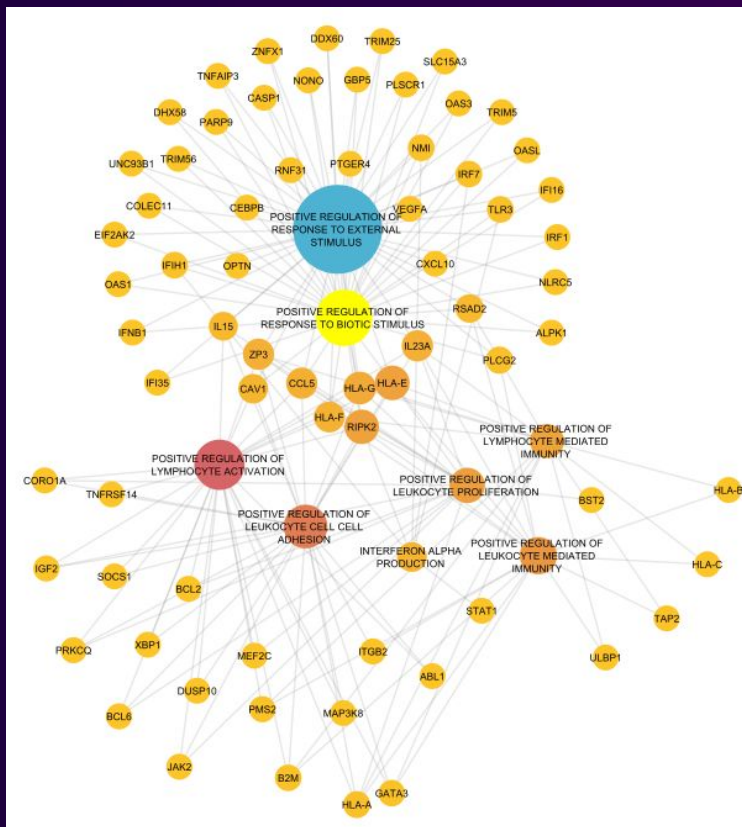 DDX60
TRIM25
ZNFX1
SLC15A3
TNFAIP3
NONO
GBP5
PLSCR1
CASP1
OAS3
DHX58
TRIM5
PARP9
NMI
OASL
UNC93B1
TRIM56
RNF31
PTGER4
IRF7
IFI16
COLEC11
CEBPB
VEGFA
TLR3
POSITIVE REGULATION OF
RESPONSE TO EXTERNAL
STIMULUS
EIF2AK2
IRF1
IFIH1
OPTN
CXCL10
OAS1
NLRC5
POSITIVE REGULATION OF
RESPONSE TO BIOTIC STIMULUS
RSAD2
IFNB1
IL15
ALPK1
ZP3
IL23A
PLCG2
IFI35
CAV1
CCL5
HLA-G
HLA-E
HLA-F
RIPK2
POSITIVE REGULATION OF
LYMPHOCYTE MEDIATED
IMMUNITY
POSITIVE REGULATION OF
LYMPHOCYTE ACTIVATION
POSITIVE REGULATION OF
LEUKOCYTE PROLIFERATION
CORO1A
TNFRSF14
BST2
HLA-B
POSITIVE REGULATION OF
LEUKOCYTE CELL CELL
ADHESION
INTERFERON ALPHA
PRODUCTION
POSITIVE REGULATION OF
LEUKOCYTE MEDIATED
IMMUNITY
IGF2
SOCS1
HLA-C
BCL2
STAT1
TAP2
PRKCQ
XBP1
MEF2C
ITGB2
ULBP1
ABL1
DUSP10
BCL6
PMS2
MAP3K8
JAK2
B2M
GATA3
HLA-A